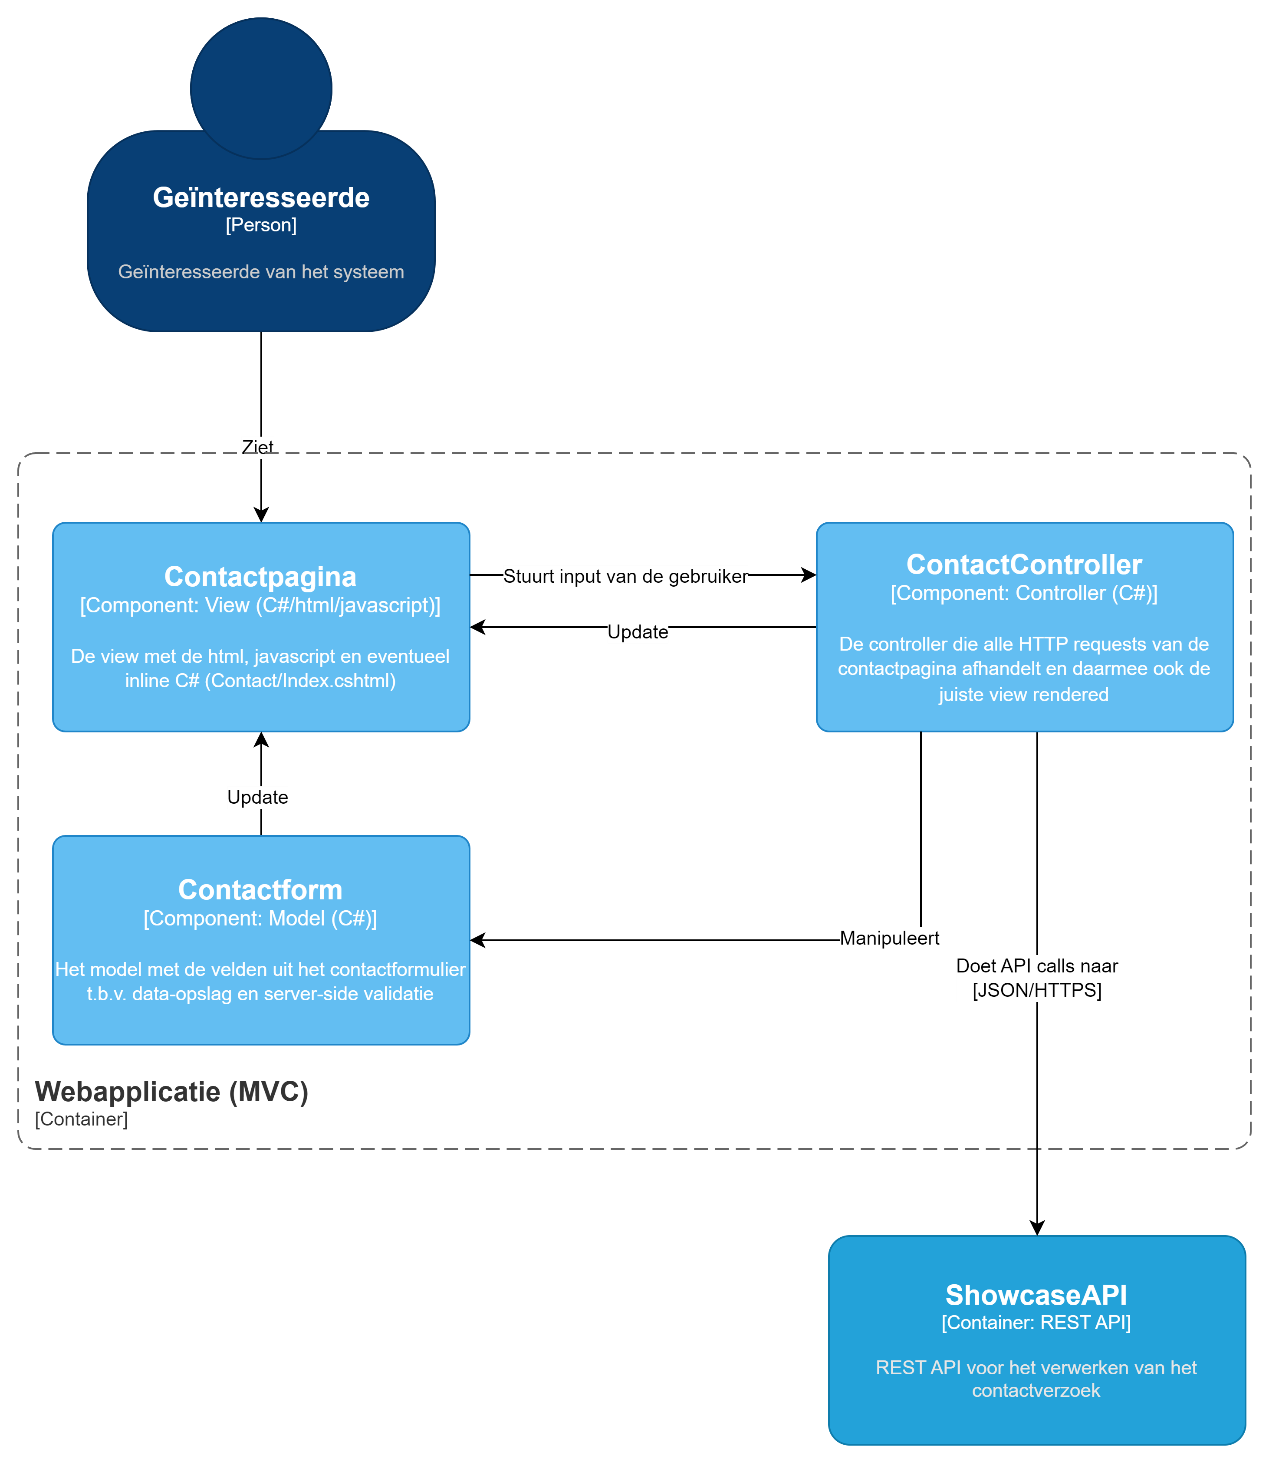 Geïnteresseerde
[Person]
Geïnteresseerde van het systeem
Ziet
Contactpagina
[Component: View (C#/html/javascript)]
De view met de html, javascript en eventueel
inline C# (Contact/Index.cshtml)
Stuurt input van de gebruiker
Update
ContactController
[Component: Controller (C#)]
De controller die alle HTTP requests van de
contactpagina afhandelt en daarmee ook de
juiste view rendered
Update
Contactform
[Component: Model (C#)]
Het model met de velden uit het contactformulier
t.b.v. data-opslag en server-side validatie
Manipuleert
Doet API calls naar
[JSON/HTTPS]
Webapplicatie (MVC)
[Container]
ShowcaseAPI
[Container: REST API]
REST API voor het verwerken van het
contactverzoek